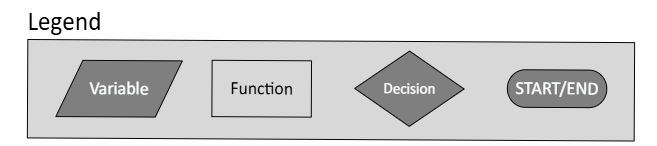 Legend
Variable
Function
Decision
START/END